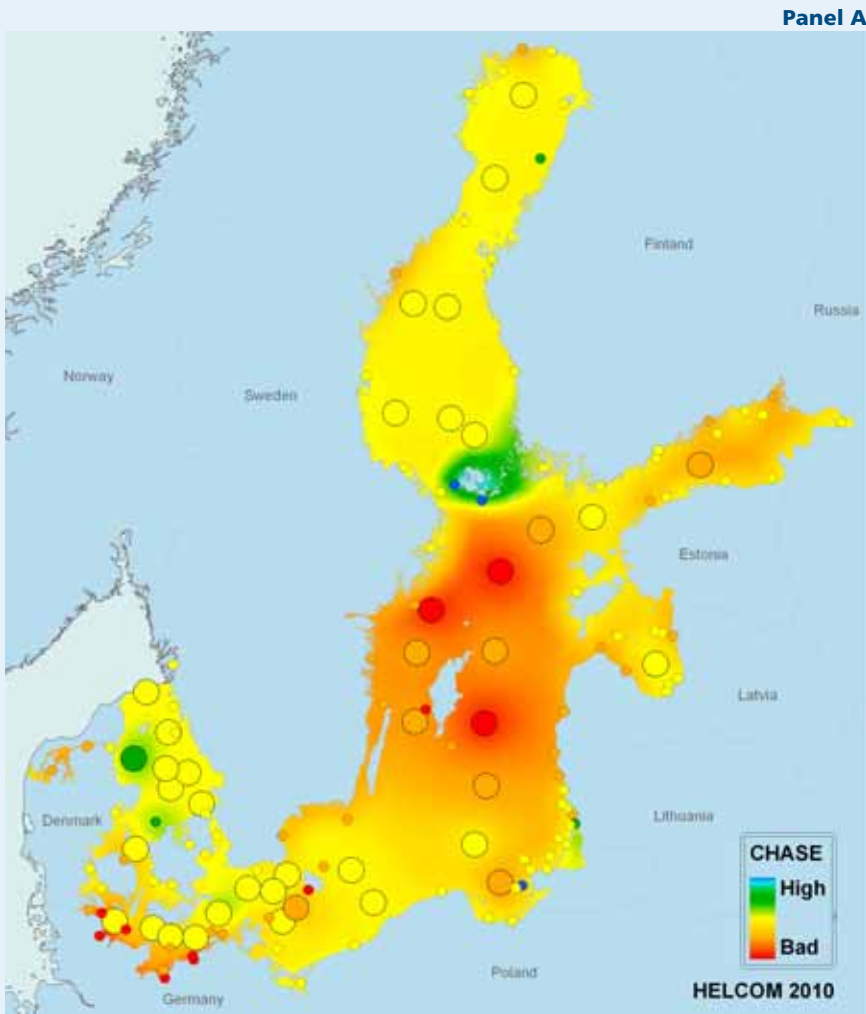 Panel A
Finland
Russia
Norway
Sweden
Estonia
Latvia
Denmark
Lithuania
CHASE
High
Bad
Poland
HELCOM 2010
Germany